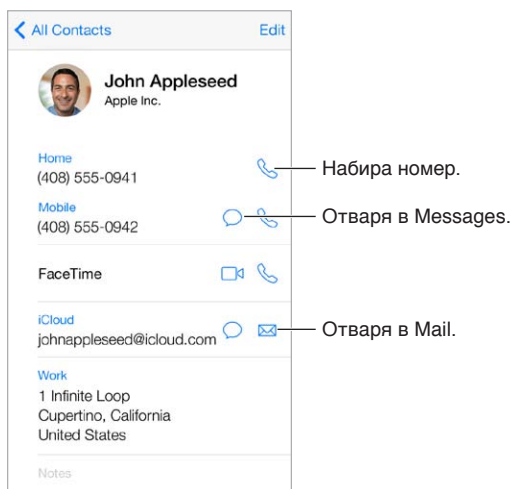 All Contacts Edit
John Appleseed
Apple Inc.
Home
(408) 555-0941
Набира номер.
Mobile
(408) 555-0942
Отваря в Messages.
FaceTime
iCloud
johnappleseed@icloud.com
Отваря в Mail.
Work
1 Infinite Loop
Cupertino, California
United States
Notes